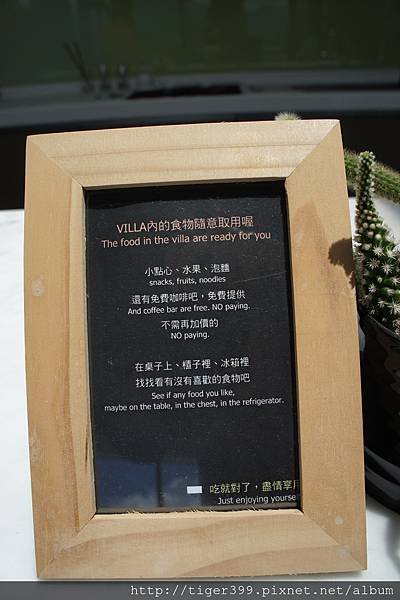 VILLA內的食物隨意取用喔
The food in the villa are ready for you
小點心、水果、泡麵
snacks, fruits, noodles
還有免費咖啡吧，免費提供
And coffee bar are free. NO paying.
不需再加價的
NO paying.
在桌子上、櫃子裡、冰箱裡
找找看有沒有喜歡的食物吧
See if any food you like,
maybe on the table, in the chest, in the refrigerator.
吃就對了，盡情享用
Just enjoying yourse
http://tiger399.pixnet.net/album